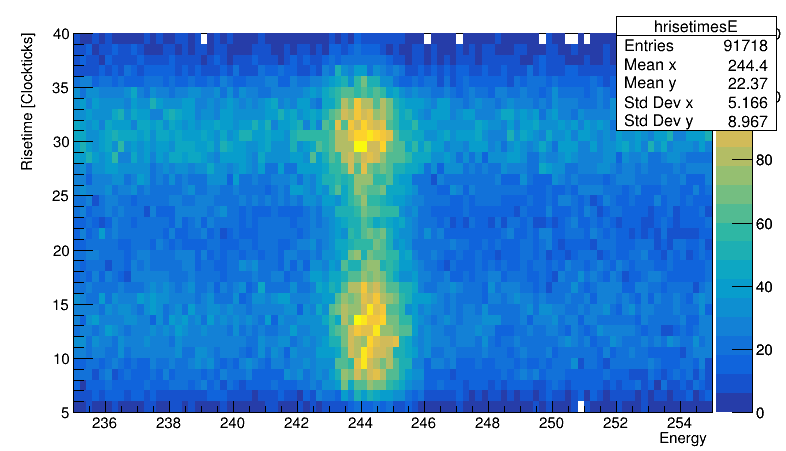 hrisetimesE
Entries 91718
Mean x 244.4
Mean y 22.37
Std Dev x 5.166
Std Dev y 8.967
Risetime [Clockticks]
40
35
30
25
20
15
10
5
80
60
40
20
0
236 238 240 242 244 246 248 250 252 254
Energy